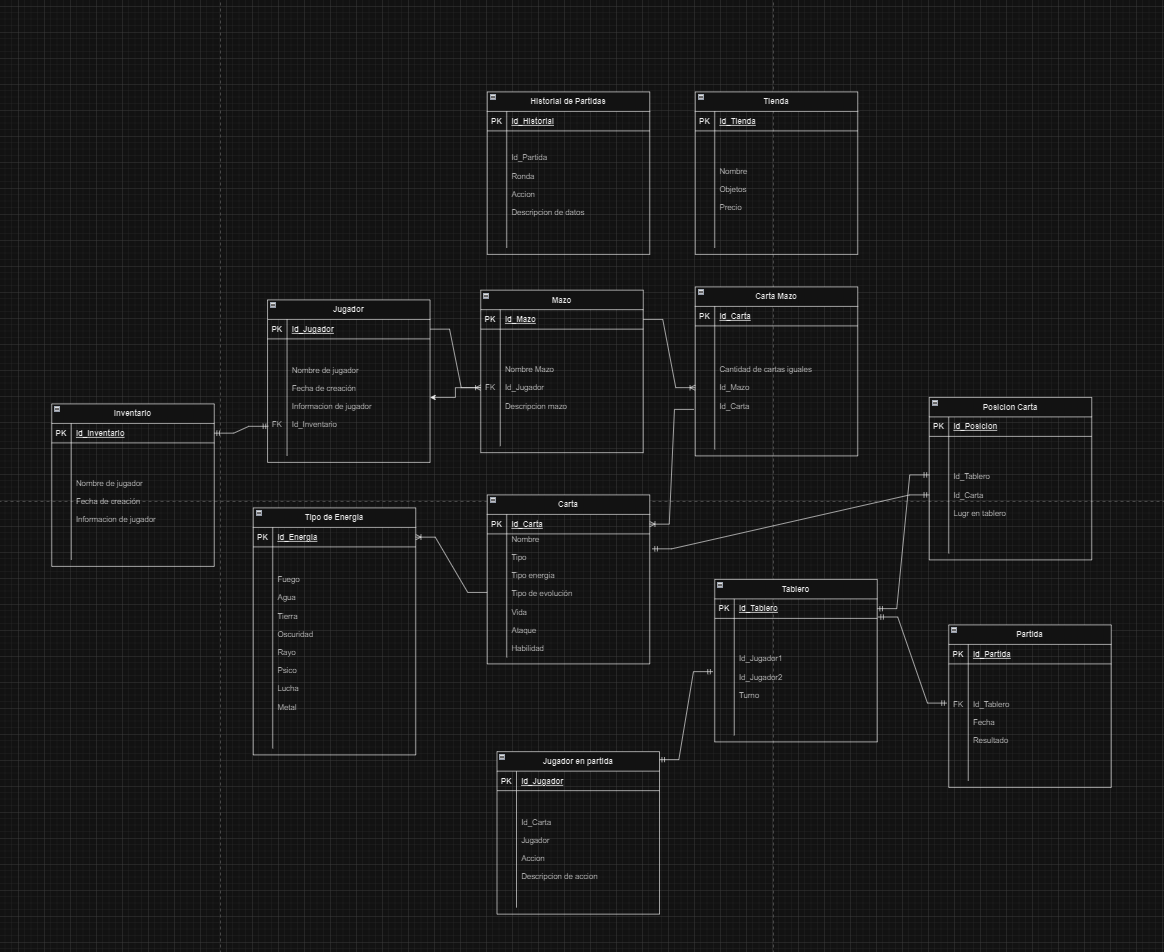 Historial de Partidas
PK Id_Historial
Id_Partida
Ronda
Accion
Descripcion de datos
Tienda
PK Id_Tienda
Nombre
Objetos
Precio
Jugador
PK Id_Jugador
Nombre de jugador
Fecha de creación
Informacion de jugador
FK Id_Inventario
Mazo
PK Id_Mazo
Nombre Mazo
FK Id_Jugador
Descripcion mazo
Carta Mazo
PK Id_Carta
Cantidad de cartas iguales
Id_Mazo
Id_Carta
Inventario
PK Id_Inventario
Nombre de jugador
Fecha de creación
Informacion de jugador
Posicion Carta
PK Id_Posicion
Id_Tablero
Id_Carta
Lugr en tablero
Tipo de Energia
PK Id_Energia
Fuego
Agua
Tierra
Oscuridad
Rayo
Psico
Lucha
Metal
Carta
PK Id_Carta
Nombre
Tipo
Tipo energia
Tipo de evolución
Vida
Ataque
Habilidad
Tablero
PK Id_Tablero
Id_Jugador1
Id_Jugador2
Turno
Partida
PK Id_Partida
FK Id_Tablero
Fecha
Resultado
Jugador en partida
PK Id_Jugador
Id_Carta
Jugador
Accion
Descripcion de accion